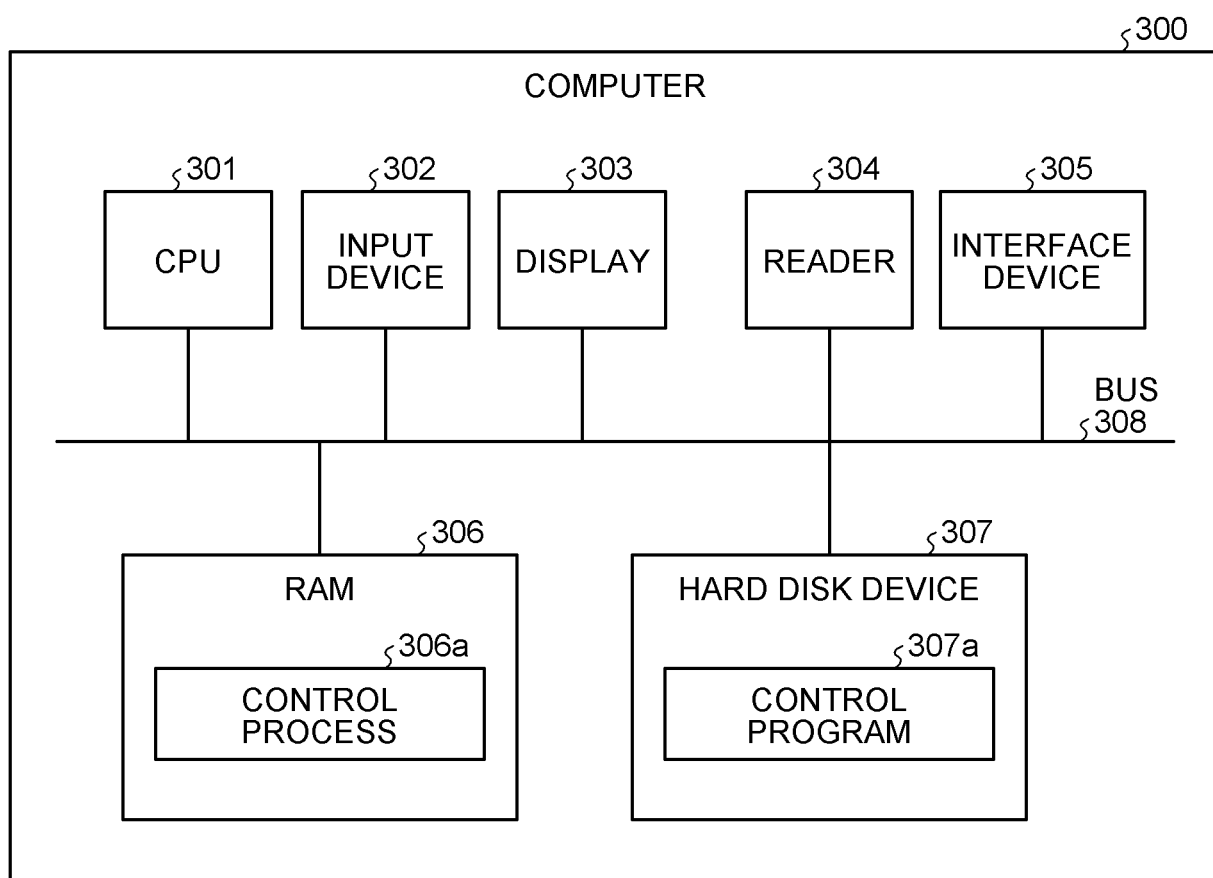 300
COMPUTER
301
302
303
304
305
CPU
INPUT
DEVICE
DISPLAY
READER
INTERFACE
DEVICE
BUS
308
306
307
RAM
HARD DISK DEVICE
306a
307a
CONTROL
PROCESS
CONTROL
PROGRAM